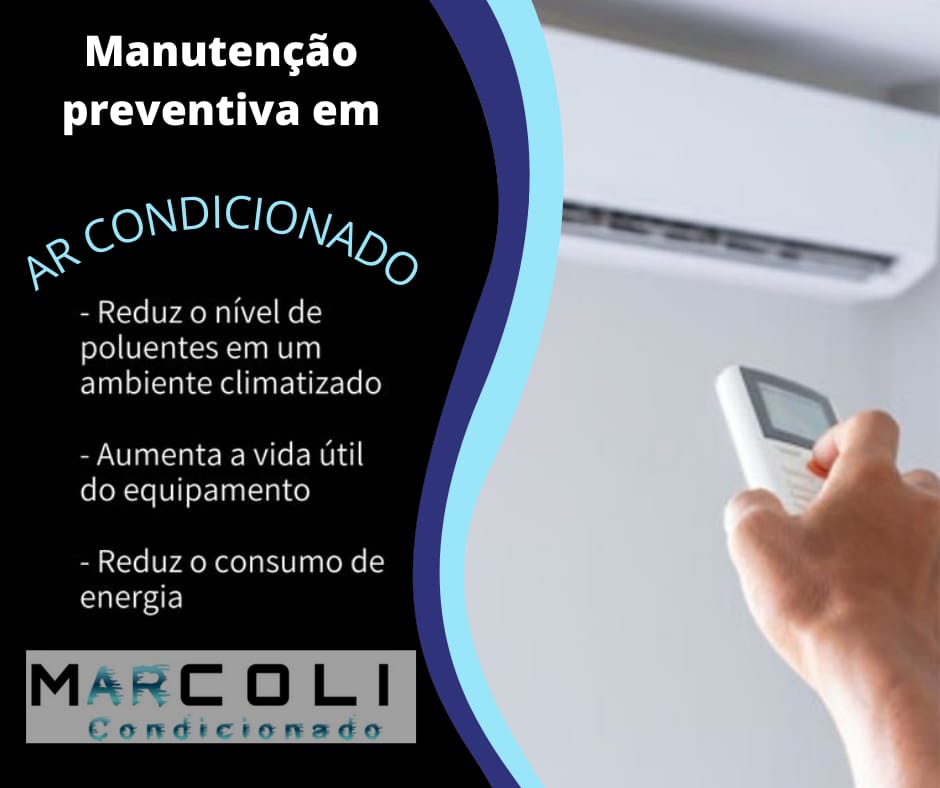 Manutenção
preventiva em
AR CONDICIONADO
- Reduz o nível de
poluentes em um
ambiente climatizado
- Aumenta a vida útil
do equipamento
- Reduz o consumo de
energia
MARCOLI
Condicionado